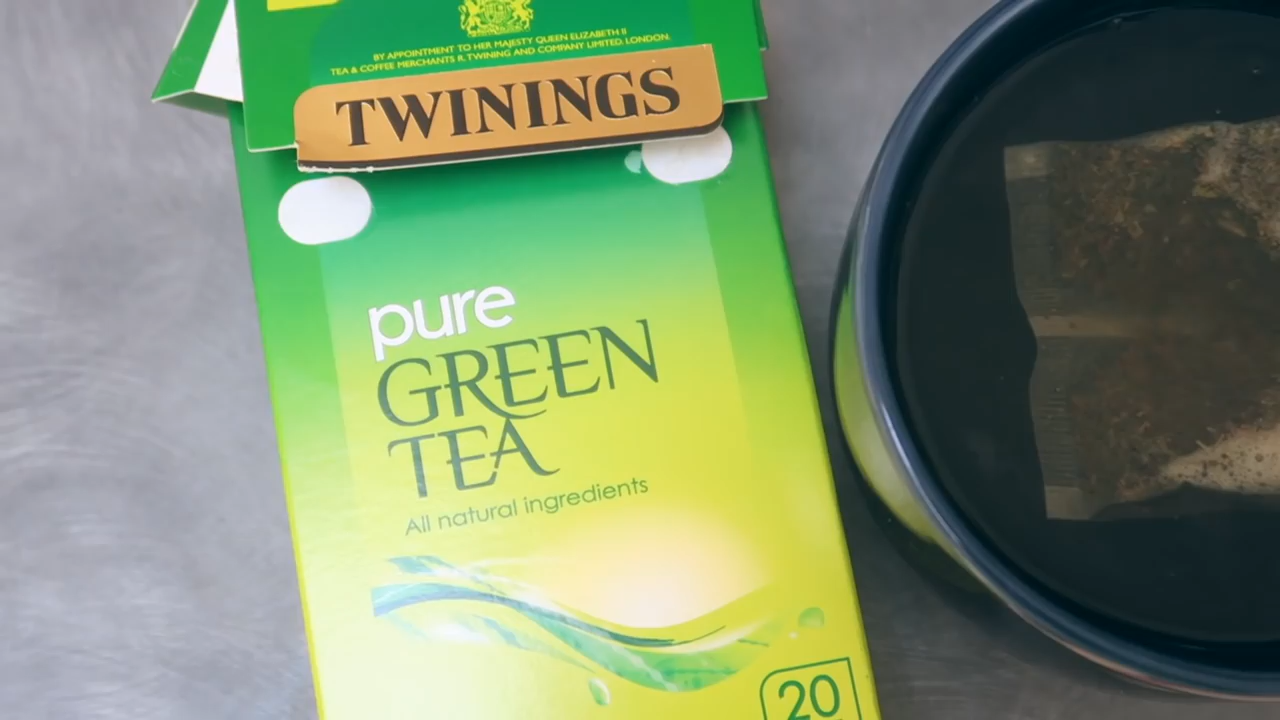 BY APPOINTMENT TO HER MAJESTY QUEEN ELIZABETH II
TEA & COFFEE MERCHANTS R. TWINING AND COMPANY LIMITED. LONDON.
TWININGS
pure
GREEN
TEA
All natural ingredients
20